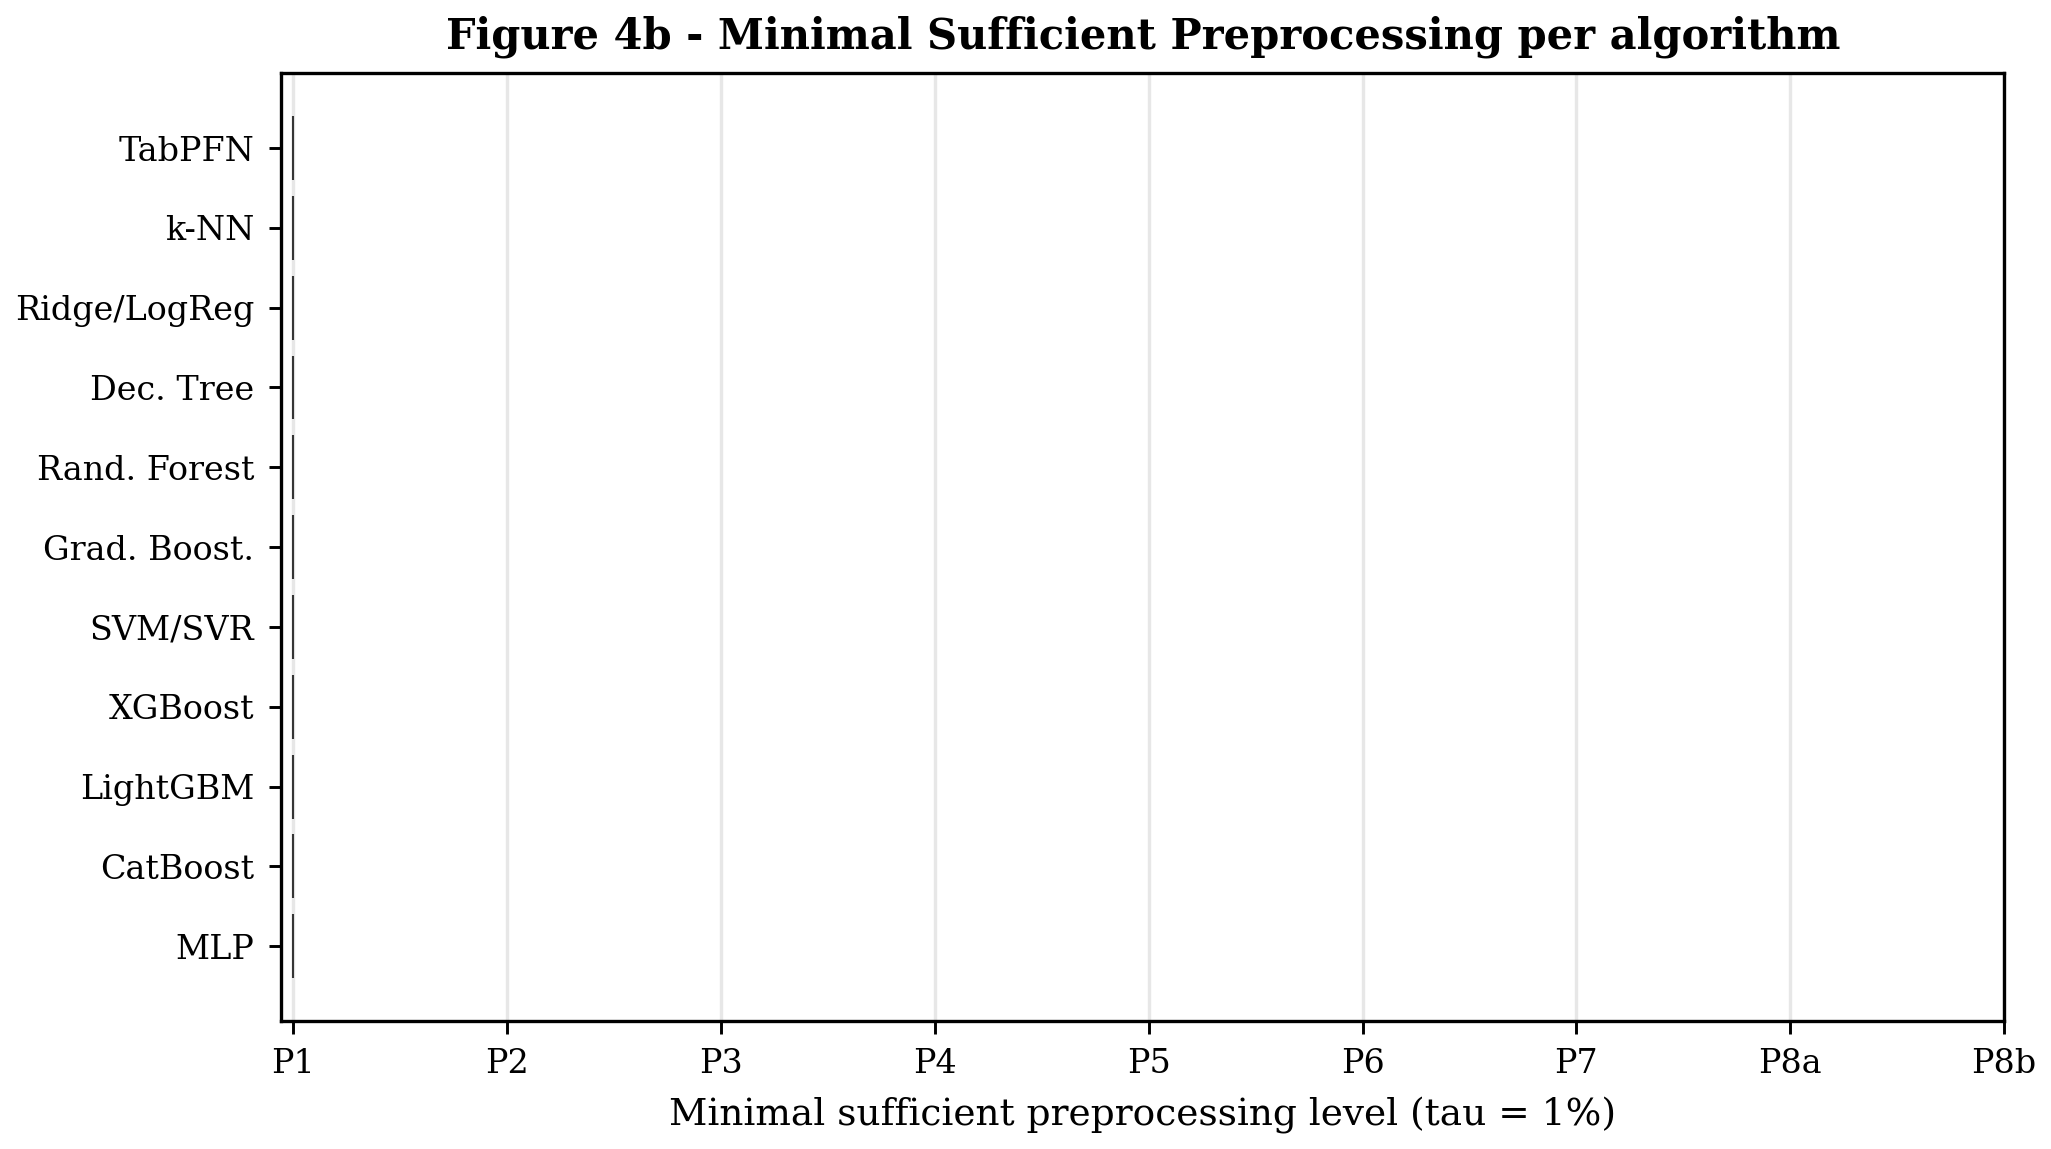 Figure 4b - Minimal Sufficient Preprocessing per algorithm
TabPFN
k-NN
Ridge/LogReg
Dec. Tree
Rand. Forest
Grad. Boost.
SVM/SVR
XGBoost
LightGBM
CatBoost
MLP
P1 P2 P3 P4 P5 P6 P7 P8a P8b
Minimal sufficient preprocessing level (tau = 1%)